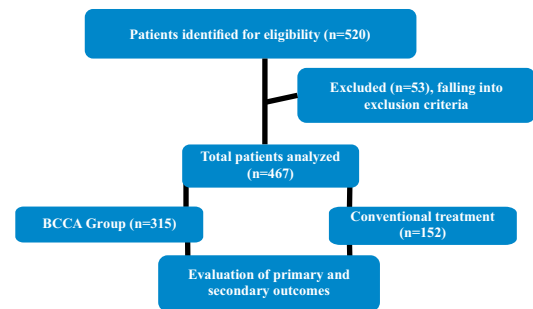 Patients identified for eligibility (n=520)
Excluded (n=53), falling into
exclusion criteria
Total patients analyzed
(n=467)
BCCA Group (n=315)
Conventional treatment
(n=152)
Evaluation of primary and
secondary outcomes